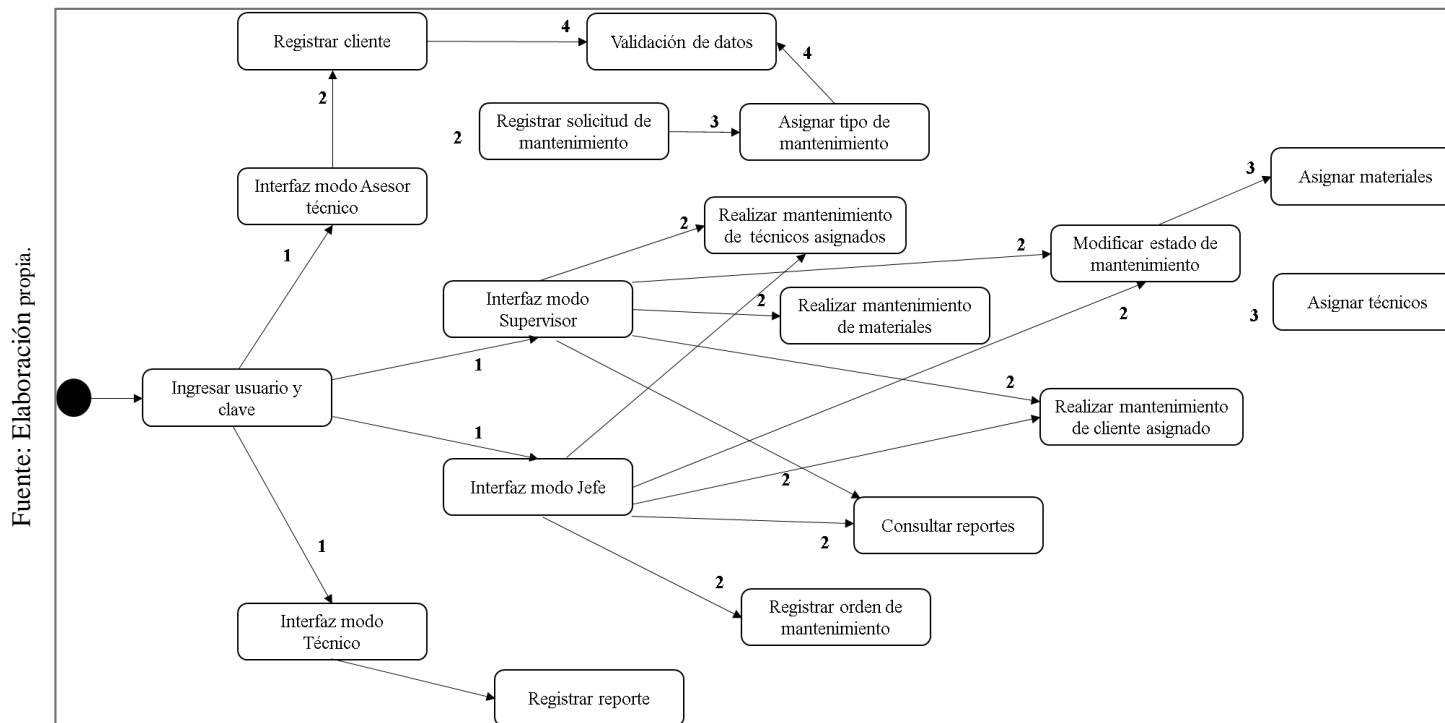 Fuente: Elaboración propia.
Registrar cliente
4
Validación de datos
4
2
2
Registrar solicitud de
mantenimiento
3
Asignar tipo de
mantenimiento
Interfaz modo Asesor
técnico
3
Asignar materiales
1
2
Realizar mantenimiento
de técnicos asignados
2
Modificar estado de
mantenimiento
Interfaz modo
Supervisor
2
Realizar mantenimiento
de materiales
2
3
Asignar técnicos
1
Ingresar usuario y
clave
2
Realizar mantenimiento
de cliente asignado
1
Interfaz modo Jefe
2
2
Consultar reportes
1
2
Registrar orden de
mantenimiento
Interfaz modo
Técnico
Registrar reporte